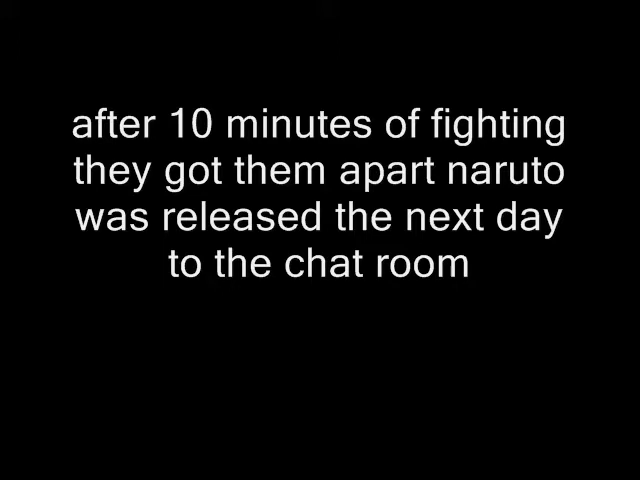 after 10 minutes of fighting
they got them apart naruto
was released the next day
to the chat room